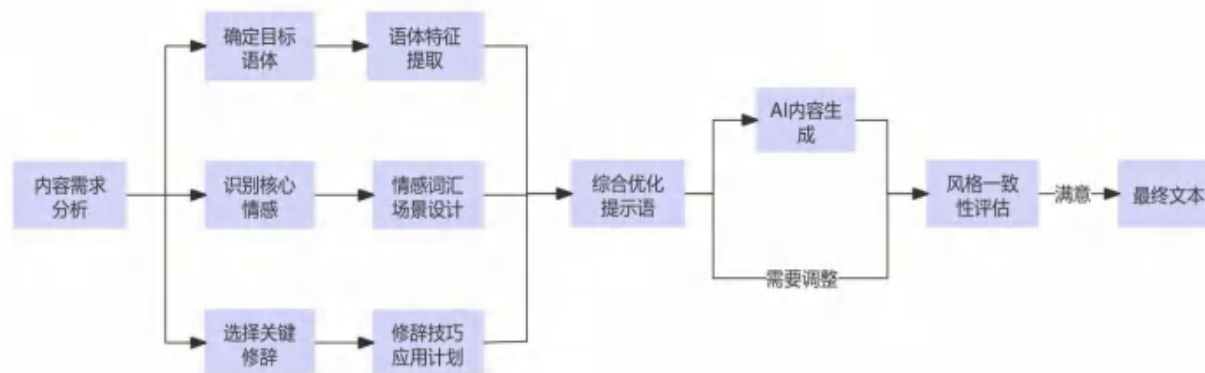 确定目标
语体
语体特征
提取
AI内容生
成
内容需求
分析
识别核心
情感
情感词汇
场景设计
综合优化
提示语
风格一致
性评估
满意
最终文本
需要调整
选择关键
修辞
修辞技巧
应用计划